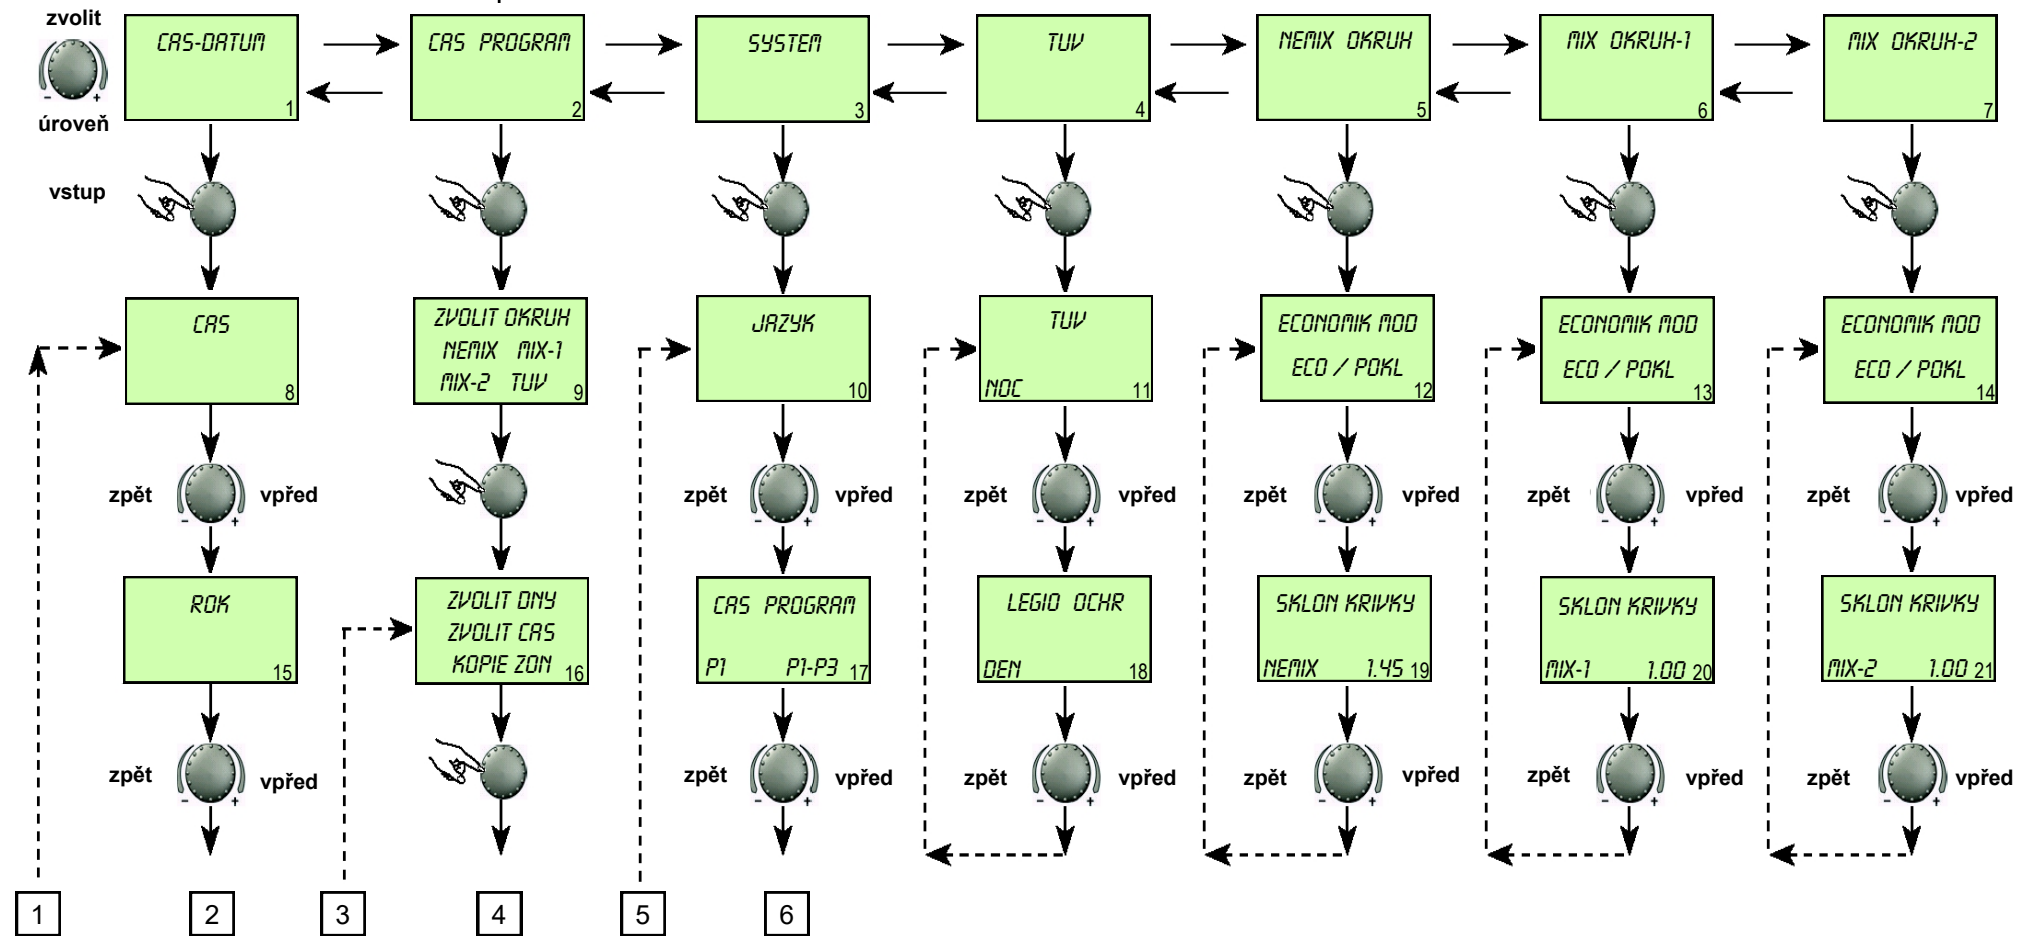 zvolit
CAS-DATUM
1
CAS PROGRAM
2
SYSTEM
3
TUV
4
NEMIX OKRUH
5
MIX OKRUH-1
6
MIX OKRUH-2
7
- +
úroveň
vstup
CAS
8
ZVOLIT OKRUH
NEMIX MIX-1
MIX-2 TUV
9
JAZYK
10
TUV
NOC
11
ECONOMIK MOD
ECO / POKL
12
ECONOMIK MOD
ECO / POKL
13
ECONOMIK MOD
ECO / POKL
14
zpět - + vpřed
zpět - + vpřed
zpět - + vpřed
zpět - + vpřed
zpět - + vpřed
zpět - + vpřed
ROK
15
ZVOLIT DNY
ZVOLIT CAS
KOPIE ZON
16
CAS PROGRAM
P1 P1-P3 17
LEGIO OCHR
DEN 18
SKLON KRIVKY
NEMIX 1.45 19
SKLON KRIVKY
MIX-1 1.00 20
SKLON KRIVKY
MIX-2 1.00 21
zpět - + vpřed
zpět - + vpřed
zpět - + vpřed
zpět - + vpřed
zpět - + vpřed
zpět - + vpřed
1 2 3 4 5 6